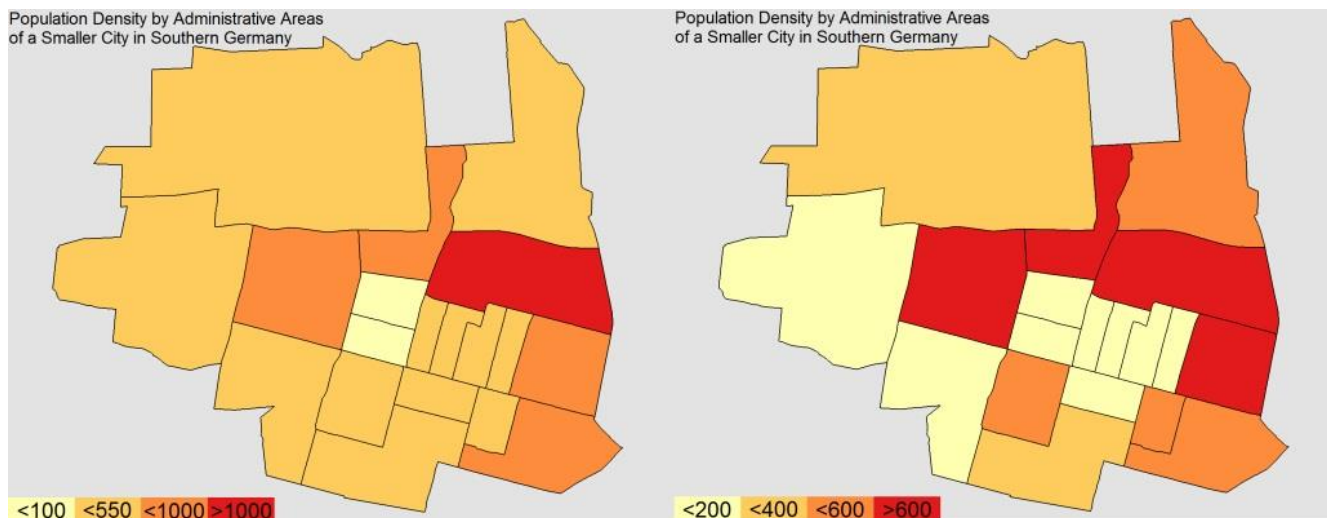 Population Density by Administrative Areas
of a Smaller City in Southern Germany
<100 <550 <1000 >1000
Population Density by Administrative Areas
of a Smaller City in Southern Germany
<200 <400 <600 >600